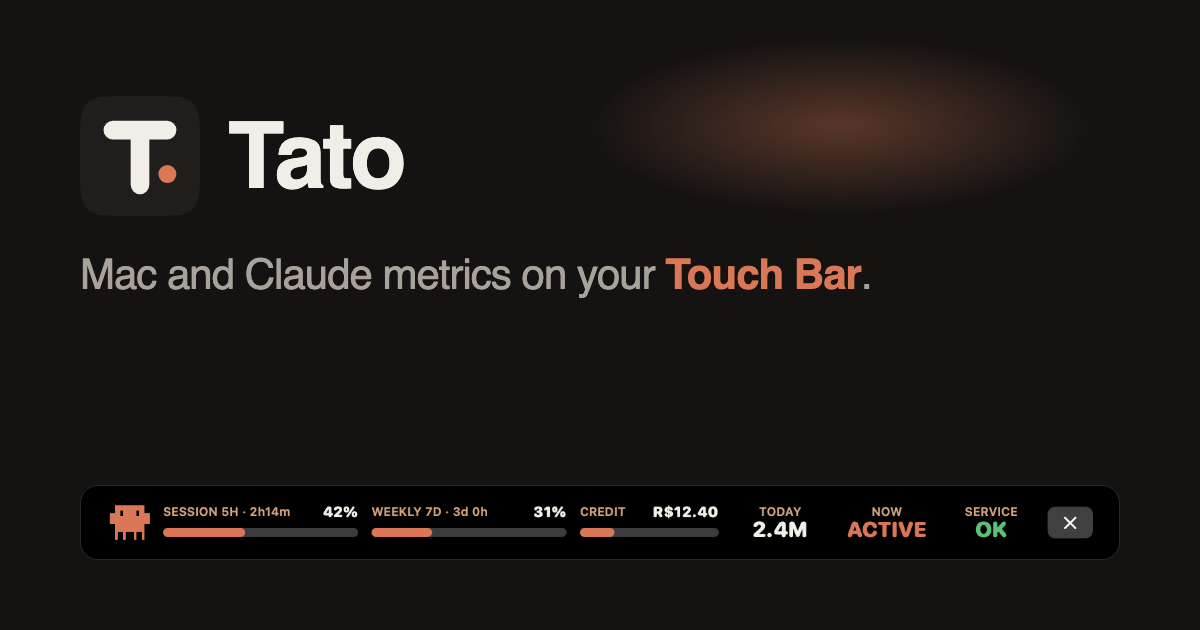 T.
Tato
Mac and Claude metrics on your Touch Bar.
SESSION 5H · 2h14m 42% WEEKLY 7D · 3d 0h 31% CREDIT R$12.40 TODAY NOW SERVICE
2.4M ACTIVE OK